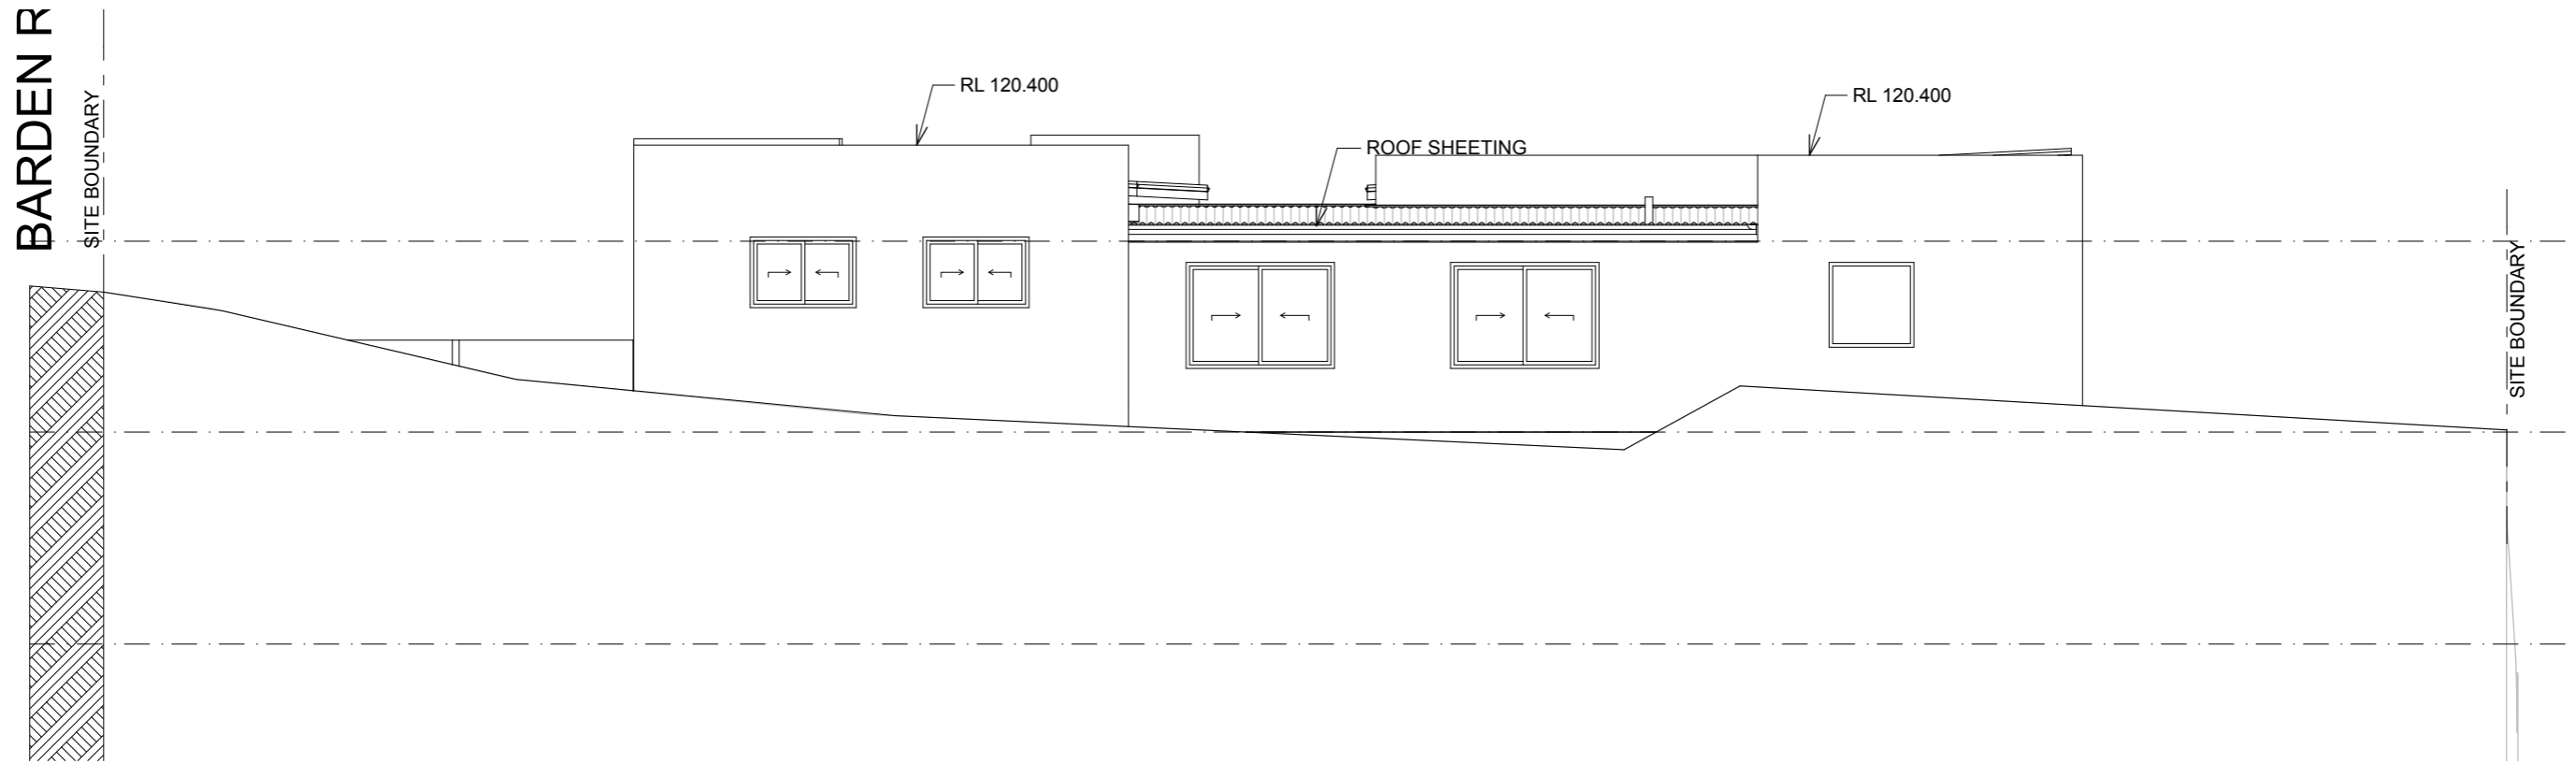 BARDEN R
SITE BOUNDARY
RL 120.400
ROOF SHEETING
RL 120.400
SITE BOUNDARY